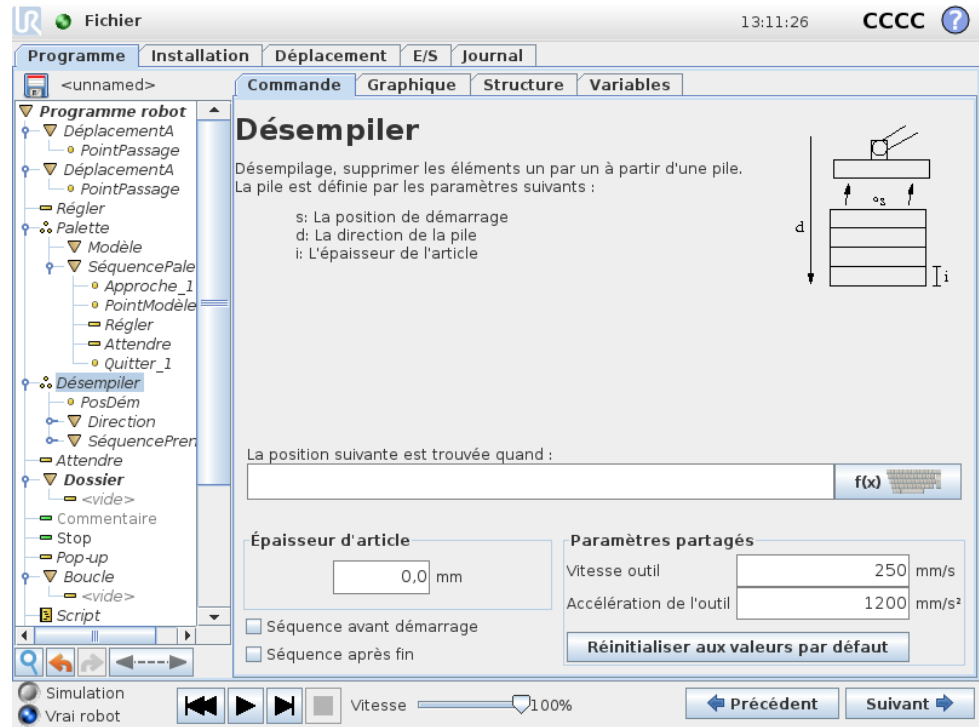 UR Fichier 13:11:26 CCCC ?
Programme Installation Déplacement E/S Journal
<unnamed>
Commande Graphique Structure Variables
Programme robot
DéplacementA
PointPassage
DéplacementA
PointPassage
Régler
Palette
Modèle
SéquencePale
Approche_1
PointModèle
Régler
Attendre
Quitter_1
Désempiler
PosDém
Direction
SéquencePren
Attendre
Dossier
<vide>
Commentaire
Stop
Pop-up
Boucle
<vide>
Script
Désempiler
Désempilage, supprimer les éléments un par un à partir d'une pile.
La pile est définie par les paramètres suivants :
s: La position de démarrage
d: La direction de la pile
i: L'épaisseur de l'article
s
d
i
La position suivante est trouvée quand :
f(x)
Épaisseur d'article
0,0 mm
Séquence avant démarrage
Séquence après fin
Paramètres partagés
Vitesse outil 250 mm/s
Accélération de l'outil 1200 mm/s²
Réinitialiser aux valeurs par défaut
Simulation
Vrai robot
Vitesse 100%
Précédent Suivant